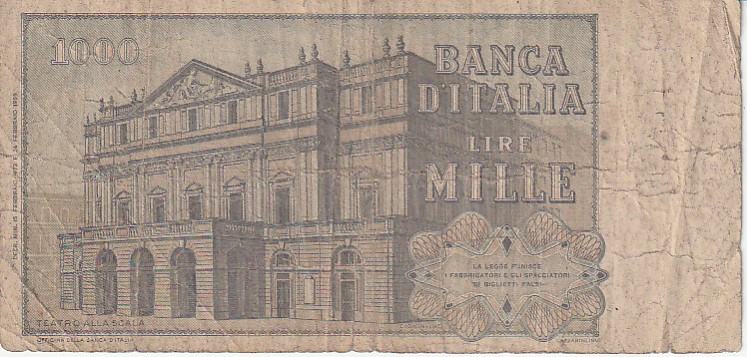 1000
BANCA
D'ITALIA
LIRE
MILLE
LA LEGGE PUNISCE
I FABBRICATORI E GLI SPACCIATORI
DI BIGLIETTI FALSI
TEATRO ALLA SCALA
OFFICINA DELLA BANCA D'ITALIA